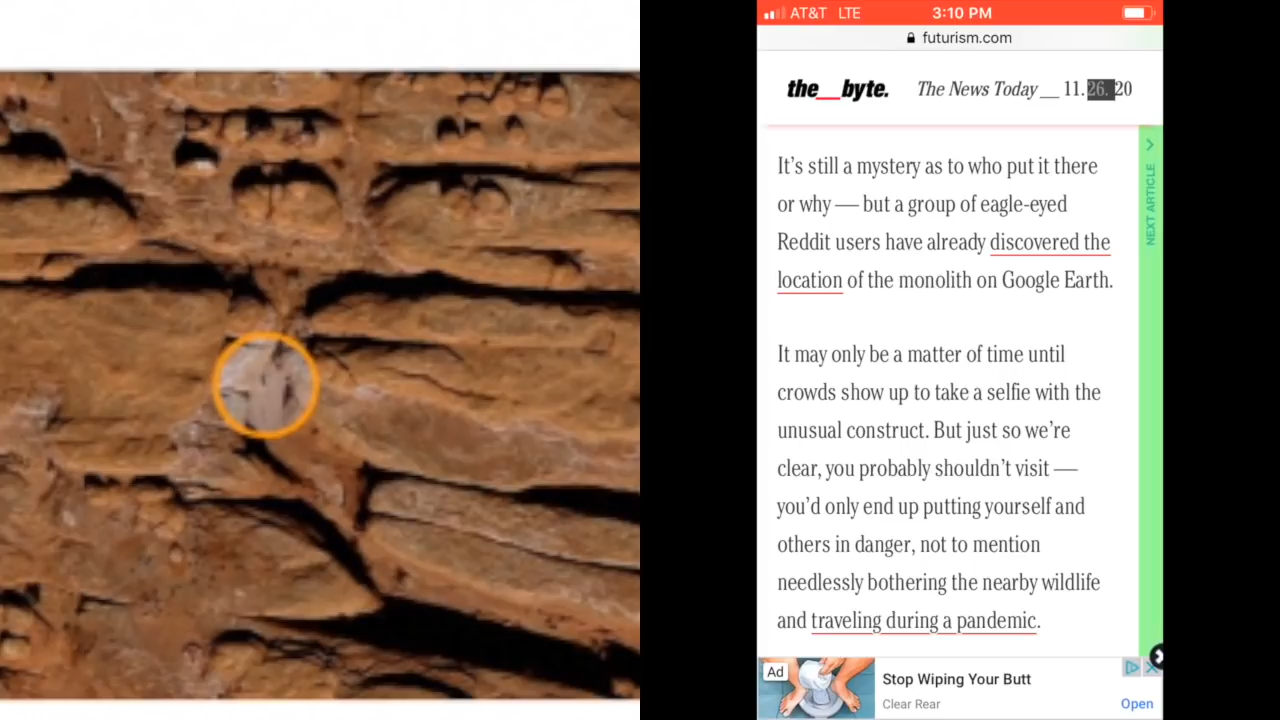 AT&T LTE 3:10 PM
futurism.com
the__byte. The News Today __ 11.26.20
It's still a mystery as to who put it there
or why — but a group of eagle-eyed
Reddit users have already discovered the
location of the monolith on Google Earth.
It may only be a matter of time until
crowds show up to take a selfie with the
unusual construct. But just so we're
clear, you probably shouldn't visit —
you'd only end up putting yourself and
others in danger, not to mention
needlessly bothering the nearby wildlife
and traveling during a pandemic.
NEXT ARTICLE
Ad
Stop Wiping Your Butt
Clear Rear
Open